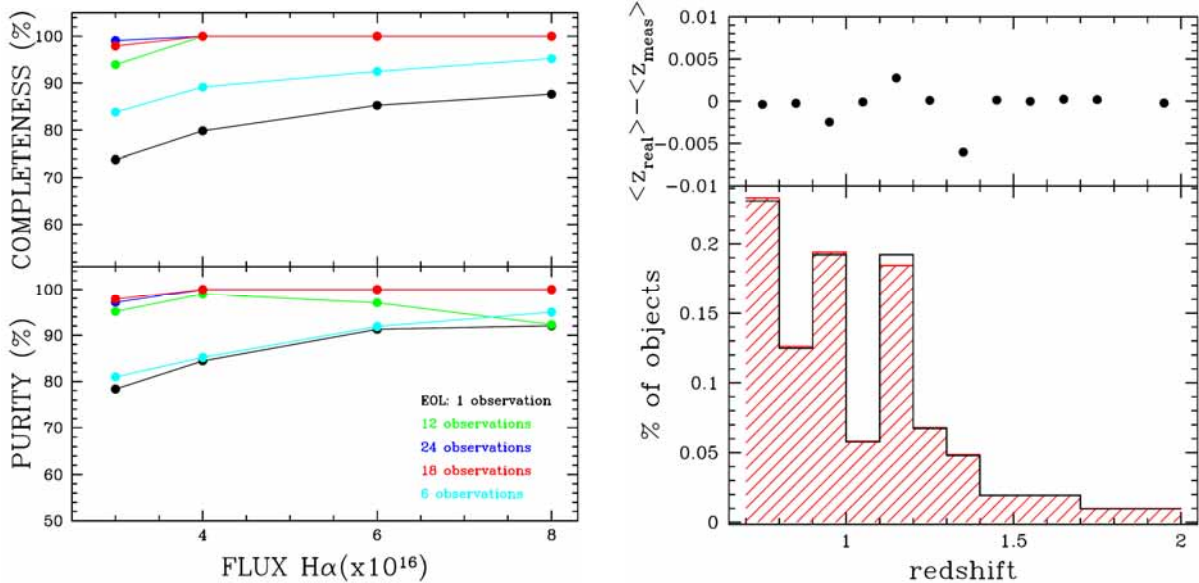 COMPLETENESS (%)
100
90
80
70
60
PURITY (%)
100
90
80
70
60
50
EOL: 1 observation
12 observations
24 observations
18 observations
6 observations
4
6
8
FLUX Hα(x10¹⁶)
<z_real>−<z_meas>
0.01
0.005
0
−0.005
−0.01
% of objects
0.2
0.15
0.1
0.05
0
1
1.5
2
redshift